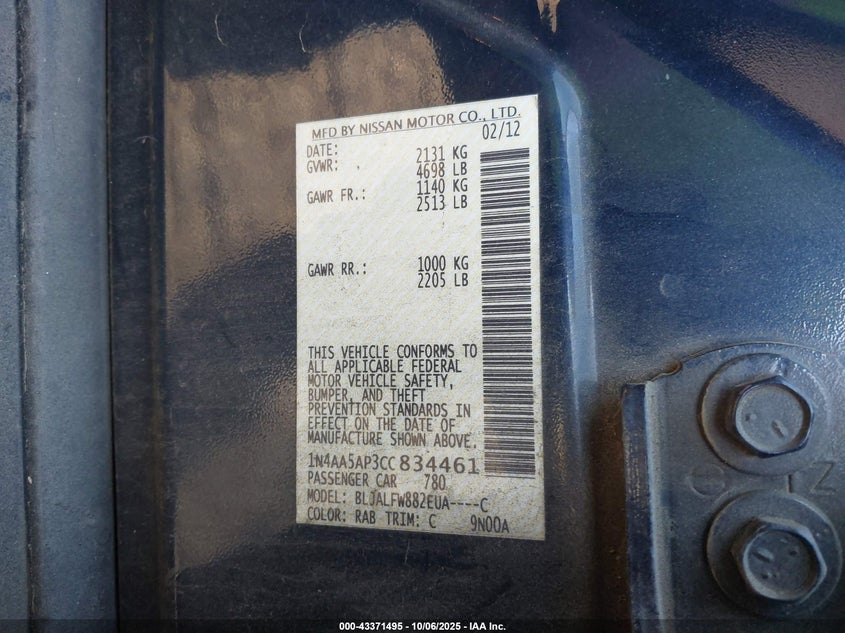 MFD BY NISSAN MOTOR CO., LTD.
DATE: 02/12
GVWR: 2131 KG
4698 LB
GAWR FR.: 1140 KG
2513 LB
GAWR RR.: 1000 KG
2205 LB
THIS VEHICLE CONFORMS TO
ALL APPLICABLE FEDERAL
MOTOR VEHICLE SAFETY,
BUMPER, AND THEFT
PREVENTION STANDARDS IN
EFFECT ON THE DATE OF
MANUFACTURE SHOWN ABOVE.
1N4AA5AP3CC834461
PASSENGER CAR 780
MODEL: BLJALFW882EUA----C
COLOR: RAB TRIM: C 9N00A
000-43371495 - 10/06/2025 - IAA Inc.